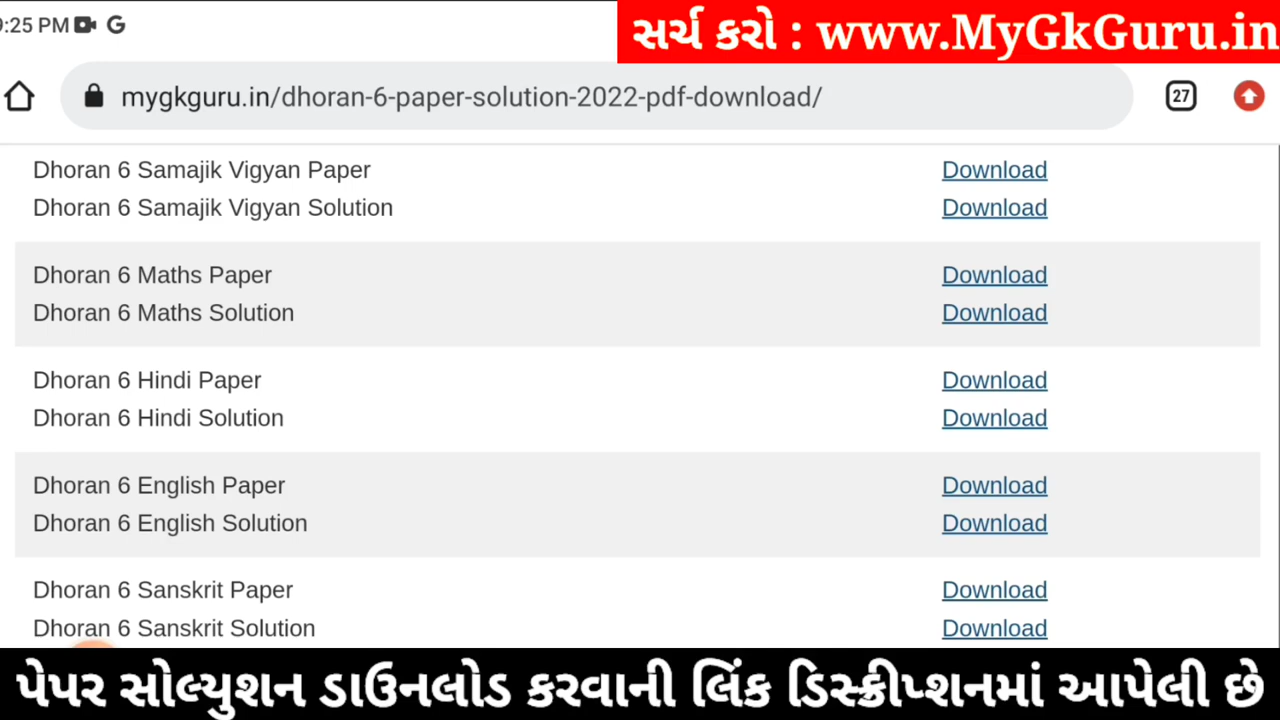 9:25 PM
સર્ચ કરો : www.MyGkGuru.in
mygkguru.in/dhoran-6-paper-solution-2022-pdf-download/
27
Dhoran 6 Samajik Vigyan Paper Download
Dhoran 6 Samajik Vigyan Solution Download
Dhoran 6 Maths Paper Download
Dhoran 6 Maths Solution Download
Dhoran 6 Hindi Paper Download
Dhoran 6 Hindi Solution Download
Dhoran 6 English Paper Download
Dhoran 6 English Solution Download
Dhoran 6 Sanskrit Paper Download
Dhoran 6 Sanskrit Solution Download
પેપર સોલ્યુશન ડાઉનલોડ કરવાની લિંક ડિસ્ક્રીપ્શનમાં આપેલી છે